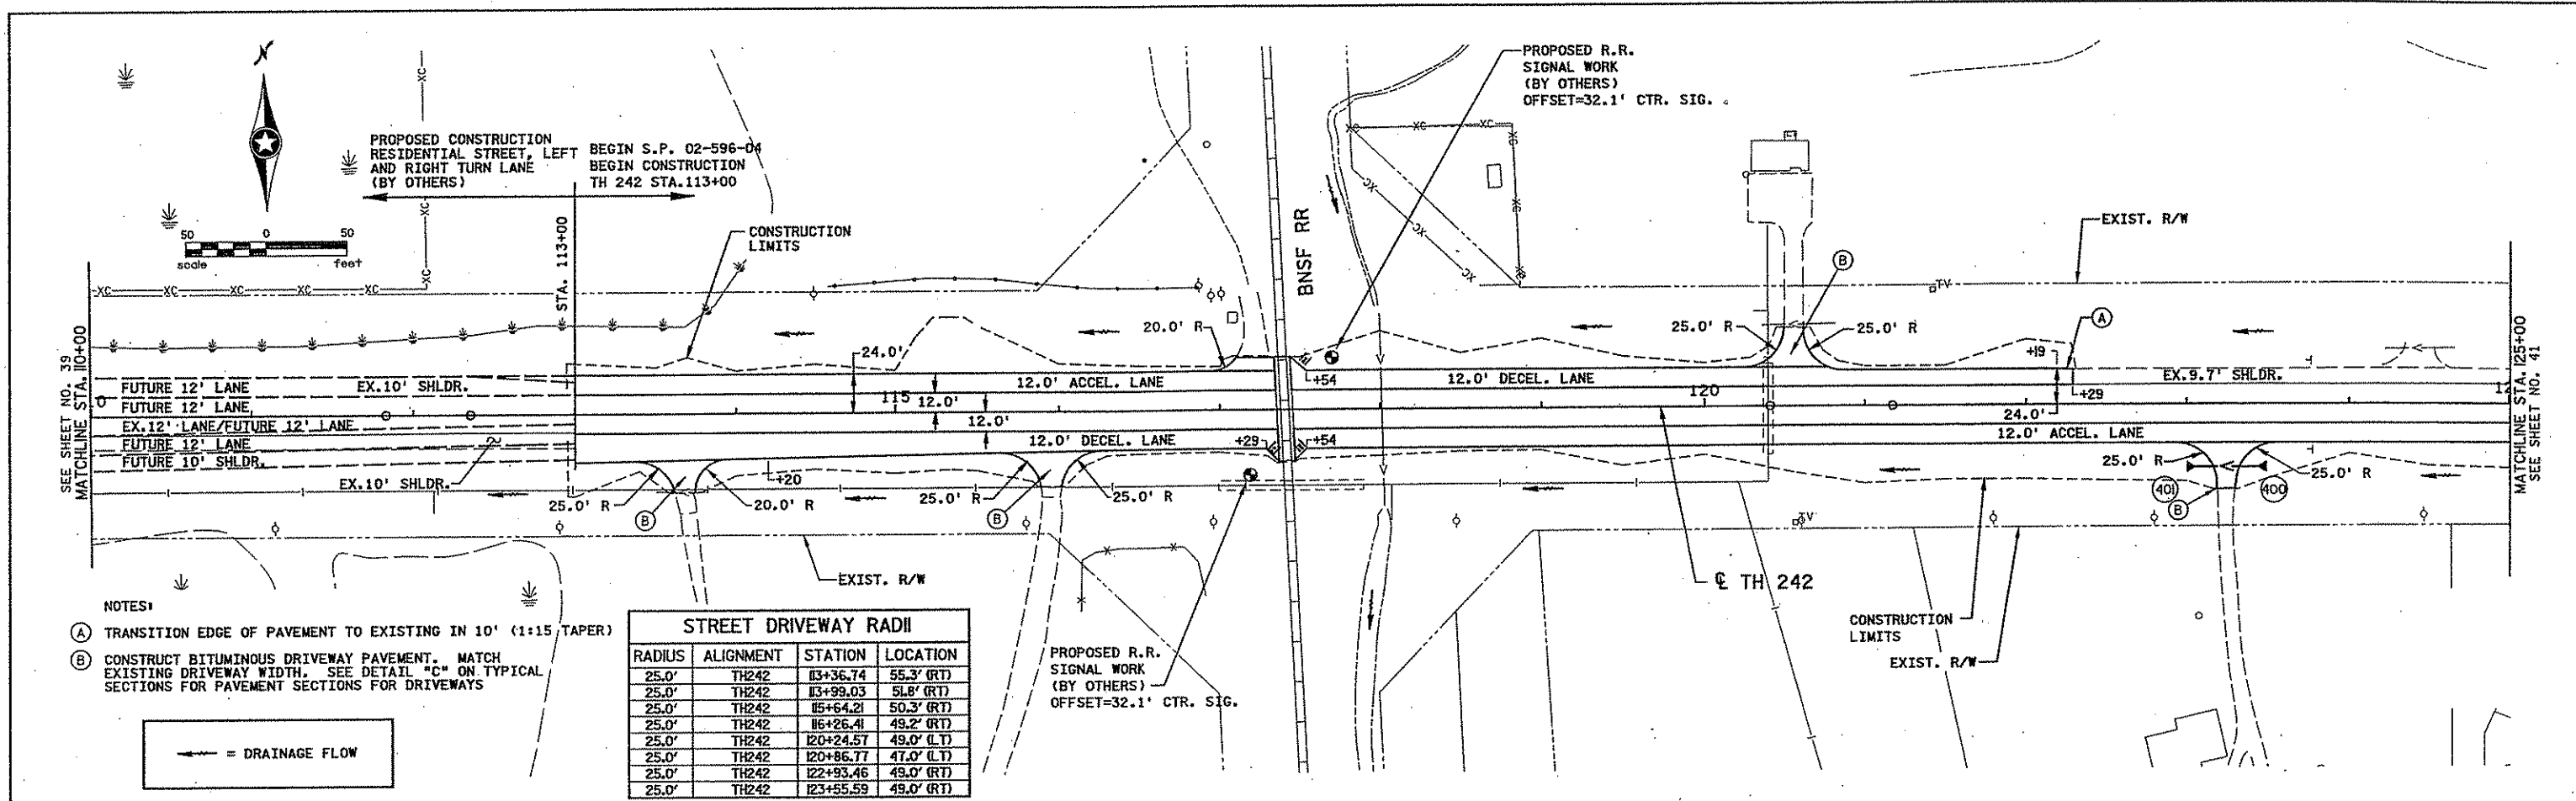 N
50 0 50
scale feet
PROPOSED CONSTRUCTION
RESIDENTIAL STREET, LEFT
AND RIGHT TURN LANE
(BY OTHERS)
BEGIN S.P. 02-596-04
BEGIN CONSTRUCTION
TH 242 STA.113+00
STA. 113+00
CONSTRUCTION
LIMITS
BNSF RR
PROPOSED R.R.
SIGNAL WORK
(BY OTHERS)
OFFSET=32.1' CTR. SIG.
EXIST. R/W
B
A
TV
SEE SHEET NO. 39
MATCHLINE STA. 110+00
FUTURE 12' LANE
EX.10' SHLDR.
FUTURE 12' LANE
EX.12' LANE/FUTURE 12' LANE
FUTURE 12' LANE
FUTURE 10' SHLDR.
EX.10' SHLDR.
24.0'
115
12.0'
12.0'
12.0' ACCEL. LANE
12.0' DECEL. LANE
20.0' R
+54
+29
+54
12.0' DECEL. LANE
120
25.0' R
25.0' R
+19
+29
24.0'
EX.9.7' SHLDR.
12.0' ACCEL. LANE
MATCHLINE STA. 125+00
SEE SHEET NO. 41
25.0' R
B
20.0' R
+20
25.0' R
B
25.0' R
25.0' R
401
B
400
25.0' R
TV
EXIST. R/W
℄ TH 242
CONSTRUCTION
LIMITS
EXIST. R/W
PROPOSED R.R.
SIGNAL WORK
(BY OTHERS)
OFFSET=32.1' CTR. SIG.
NOTES:
A TRANSITION EDGE OF PAVEMENT TO EXISTING IN 10' (1:15 TAPER)
B CONSTRUCT BITUMINOUS DRIVEWAY PAVEMENT. MATCH
EXISTING DRIVEWAY WIDTH. SEE DETAIL "C" ON TYPICAL
SECTIONS FOR PAVEMENT SECTIONS FOR DRIVEWAYS
= DRAINAGE FLOW
STREET DRIVEWAY RADII
RADIUS ALIGNMENT STATION LOCATION
25.0' TH242 113+36.74 55.3' (RT)
25.0' TH242 113+99.03 51.8' (RT)
25.0' TH242 115+64.21 50.3' (RT)
25.0' TH242 116+26.41 49.2' (RT)
25.0' TH242 120+24.57 49.0' (LT)
25.0' TH242 120+86.77 47.0' (LT)
25.0' TH242 122+93.46 49.0' (RT)
25.0' TH242 123+55.59 49.0' (RT)